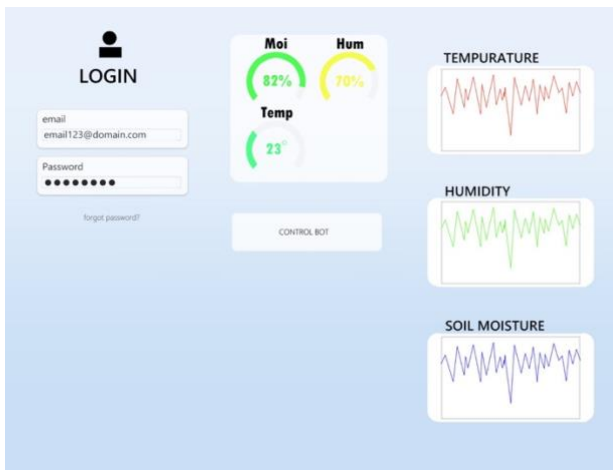 LOGIN
email
email123@domain.com
Password
forgot password?
Moi
Hum
82%
70%
Temp
23°
CONTROL BOT
TEMPURATURE
HUMIDITY
SOIL MOISTURE